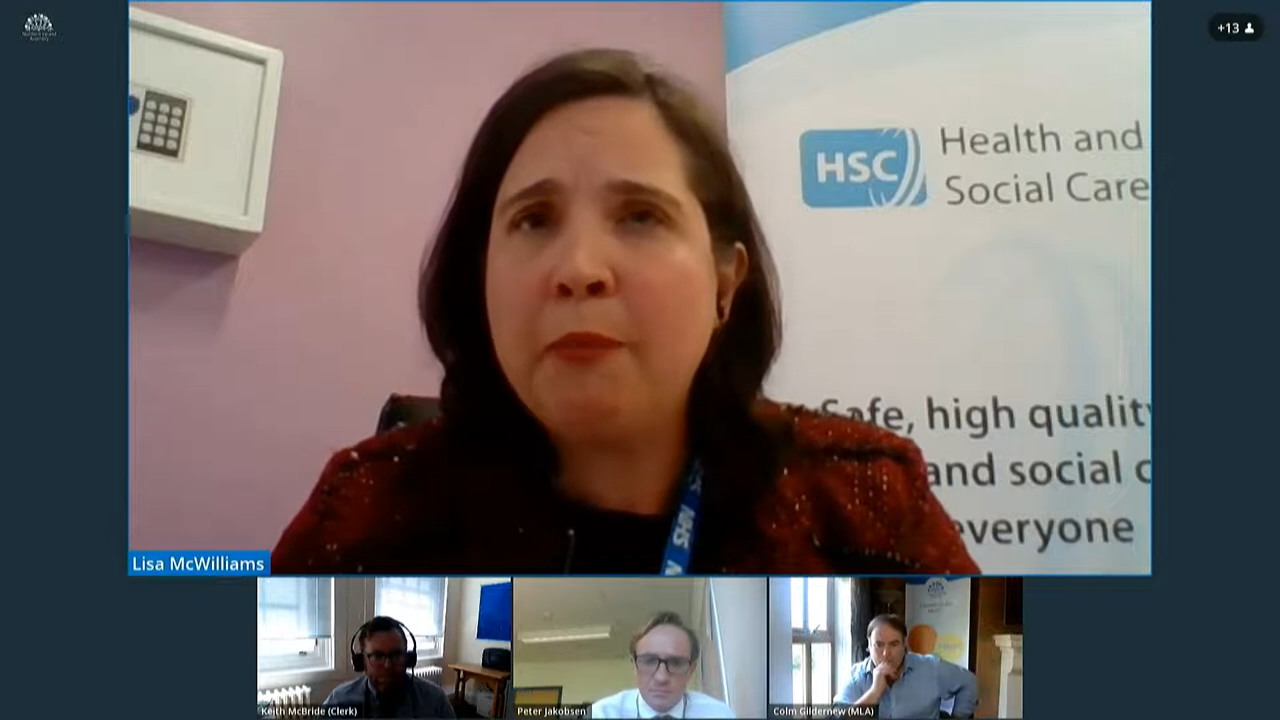 +13
HSC
Health and
Social Care
Safe, high quality
and social c
everyone
NHS
Lisa McWilliams
Keith McBride (Clerk)
Peter Jakobsen
Colm Gildernew (MLA)